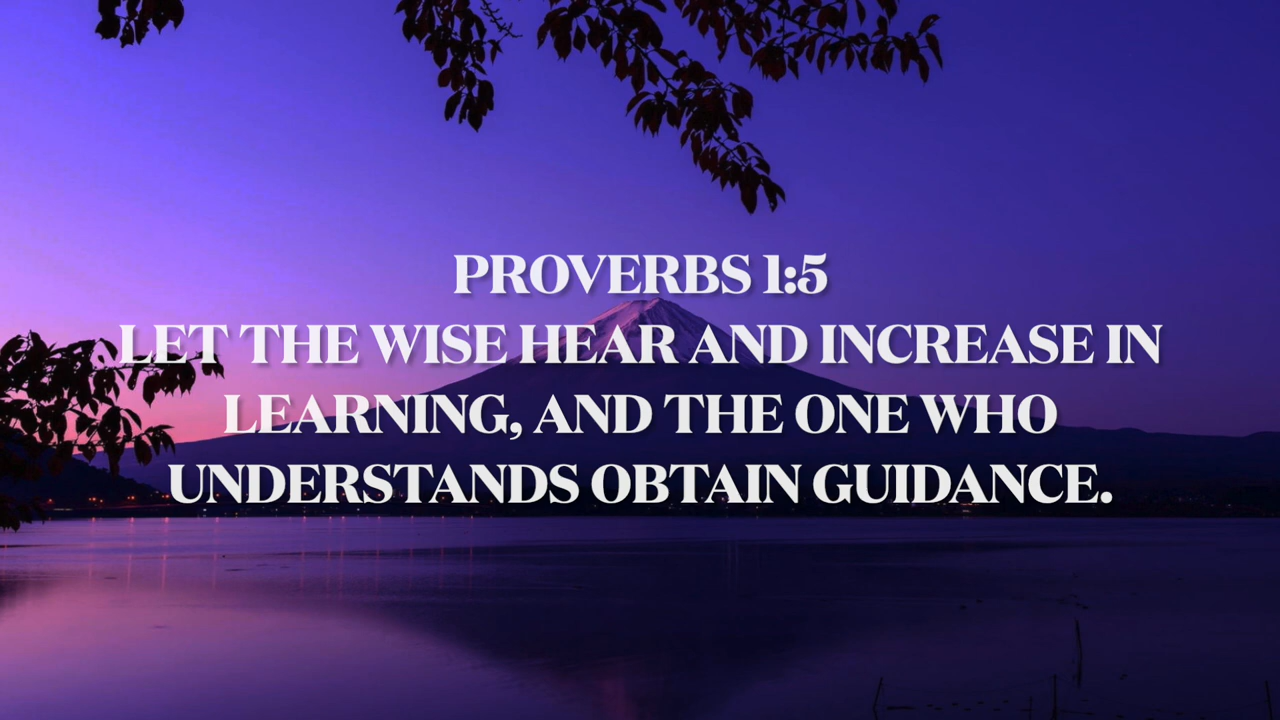 PROVERBS 1:5
LET THE WISE HEAR AND INCREASE IN
LEARNING, AND THE ONE WHO
UNDERSTANDS OBTAIN GUIDANCE.